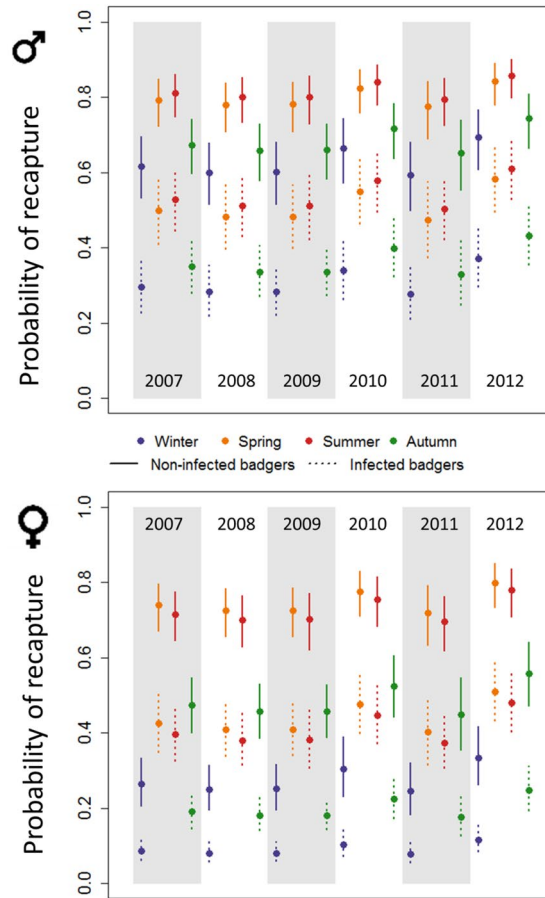 ♂
Probability of recapture
1.0
0.8
0.6
0.4
0.2
0.0
2007 2008 2009 2010 2011 2012
Winter Spring Summer Autumn
Non-infected badgers Infected badgers
♀
Probability of recapture
1.0
0.8
0.6
0.4
0.2
0.0
2007 2008 2009 2010 2011 2012